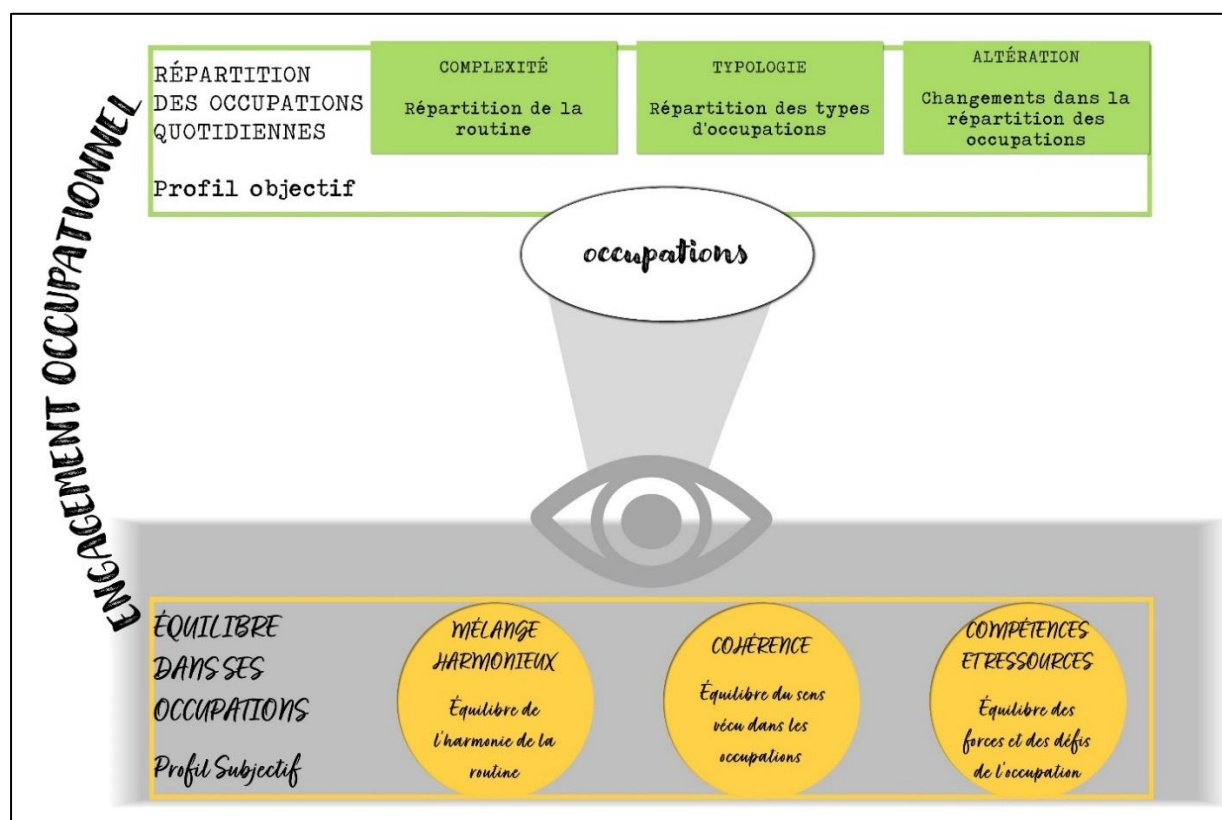 ENGAGEMENT OCCUPATIONNEL
RÉPARTITION
DES OCCUPATIONS
QUOTIDIENNES
Profil objectif
COMPLEXITÉ
Répartition de la
routine
TYPOLOGIE
Répartition des types
d'occupations
ALTÉRATION
Changements dans la
répartition des
occupations
occupations
ÉQUILIBRE
DANS SES
OCCUPATIONS
Profil Subjectif
MÉLANGE
HARMONIEUX
Équilibre de
l'harmonie de la
routine
COHÉRENCE
Équilibre du sens
vécu dans les
occupations
COMPÉTENCES
ET RESSOURCES
Équilibre des
forces et des défis
de l'occupation